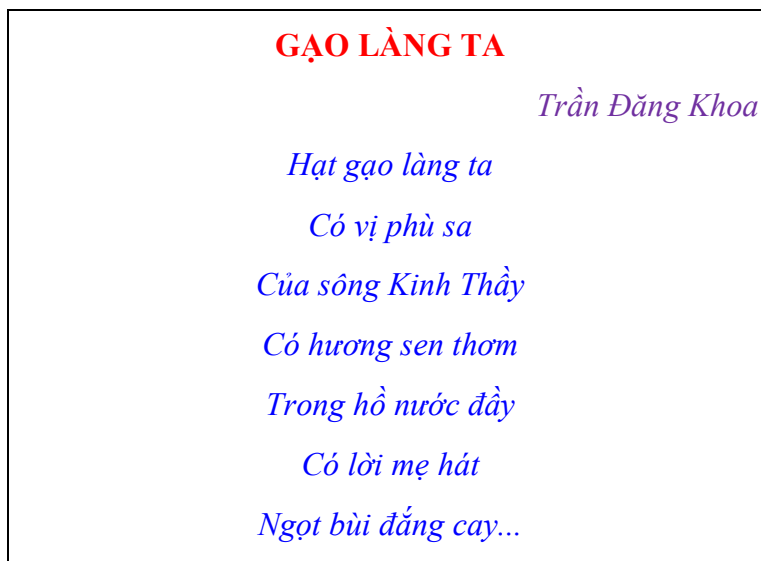 GẠO LÀNG TA
Trần Đăng Khoa
Hạt gạo làng ta
Có vị phù sa
Của sông Kinh Thầy
Có hương sen thơm
Trong hồ nước đầy
Có lời mẹ hát
Ngọt bùi đắng cay...